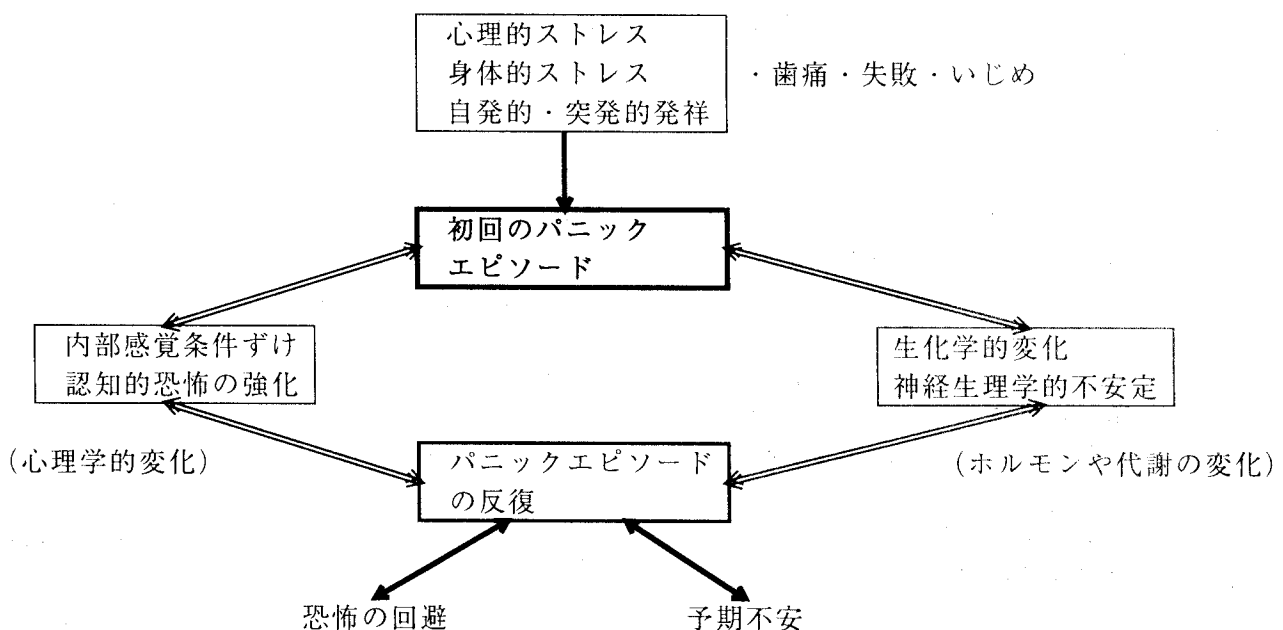 心理的ストレス
身体的ストレス
自発的・突発的発祥
・歯痛・失敗・いじめ
初回のパニック
エピソード
内部感覚条件ずけ
認知的恐怖の強化
生化学的変化
神経生理学的不安定
(心理学的変化)
パニックエピソード
の反復
(ホルモンや代謝の変化)
恐怖の回避
予期不安